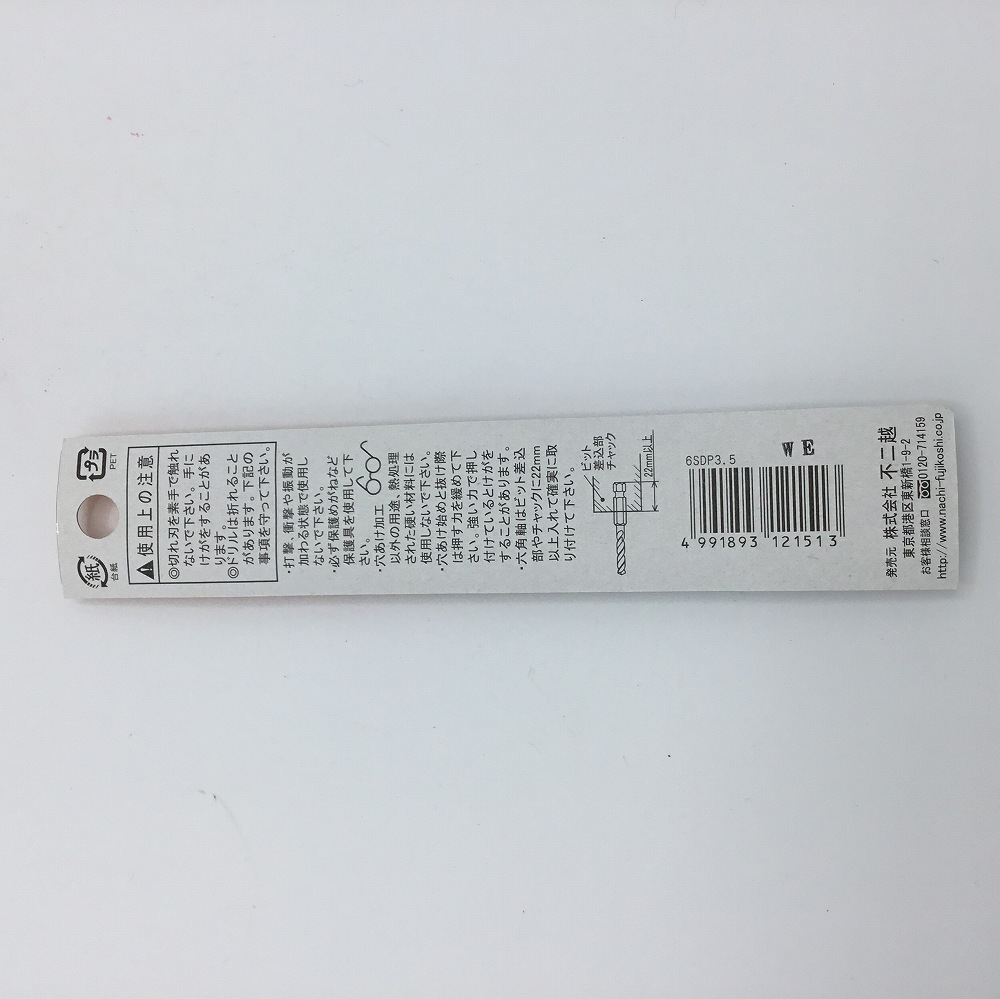 紙
台紙
プラ
PET
使用上の注意
◎切れ刃を素手で触れ
ないで下さい。手に
けがをすることがあ
ります。
◎ドリルは折れること
があります。下記の
事項を守って下さい。
・打撃、衝撃や振動が
加わる状態で使用し
ないで下さい。
・必ず保護めがねなど
保護具を使用して下
さい。
・穴あけ加工
以外の用途、熱処理
された硬い材料には
使用しないで下さい。
・穴あけ始めと抜け際
は押す力を緩めて下
さい。強い力で押し
付けているとけがを
することがあります。
・六角軸はビット差込
部やチャックに22mm
以上入れて確実に取
り付けて下さい。
ビット
差込部
チャック
22mm以上
6SDP3.5
4 991893 121513
発売元 株式会社 不二越
東京都港区東新橋1-9-2
お客様相談窓口 0120-714159
http://www.nachi-fujikoshi.co.jp